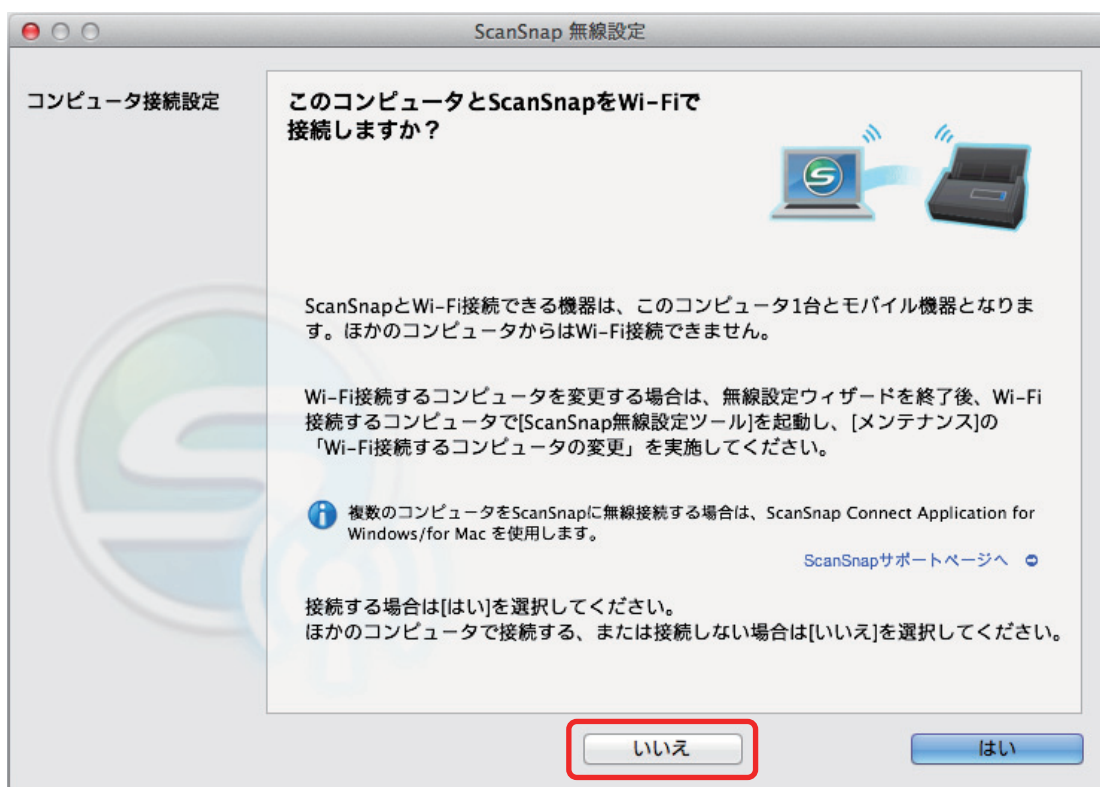 ScanSnap 無線設定
コンピュータ接続設定
このコンピュータとScanSnapをWi-Fiで
接続しますか？
ScanSnapとWi-Fi接続できる機器は、このコンピュータ1台とモバイル機器となりま
す。ほかのコンピュータからはWi-Fi接続できません。
Wi-Fi接続するコンピュータを変更する場合は、無線設定ウィザードを終了後、Wi-Fi
接続するコンピュータで[ScanSnap無線設定ツール]を起動し、[メンテナンス]の
「Wi-Fi接続するコンピュータの変更」を実施してください。
複数のコンピュータをScanSnapに無線接続する場合は、ScanSnap Connect Application for
Windows/for Mac を使用します。
ScanSnapサポートページへ
接続する場合は[はい]を選択してください。
ほかのコンピュータで接続する、または接続しない場合は[いいえ]を選択してください。
いいえ
はい